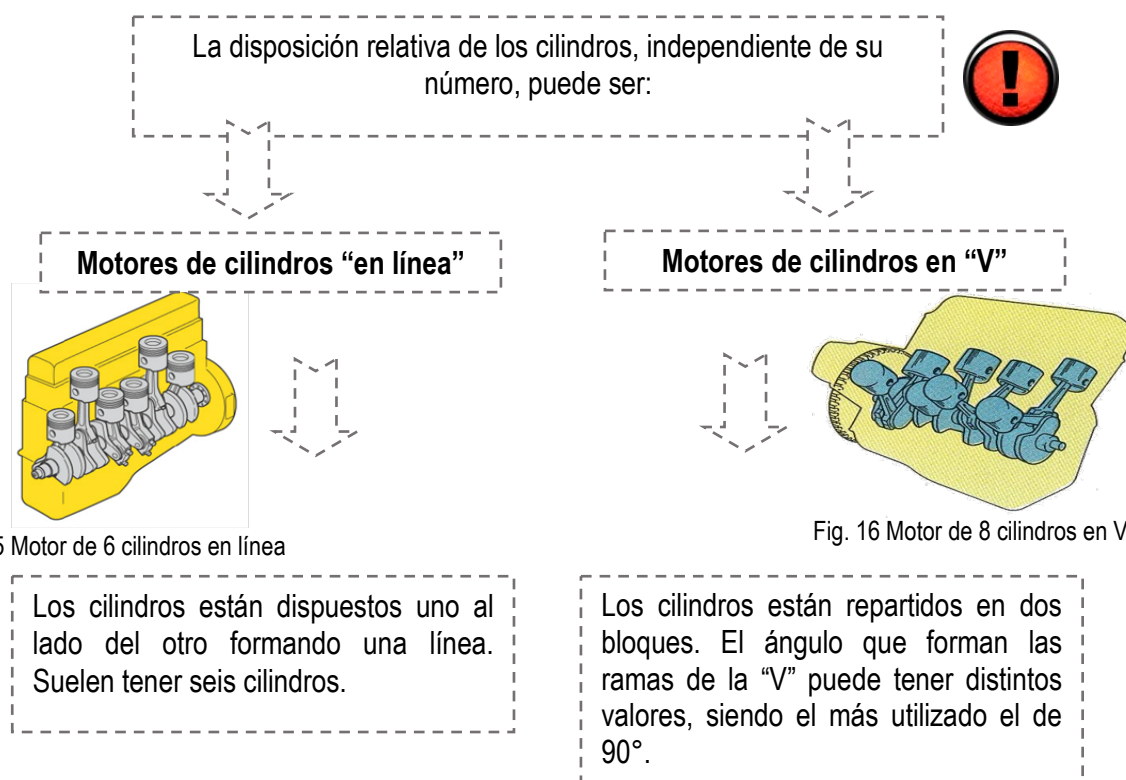 La disposición relativa de los cilindros, independiente de su
número, puede ser:
Motores de cilindros “en línea”
Motores de cilindros en “V”
5 Motor de 6 cilindros en línea
Fig. 16 Motor de 8 cilindros en V
Los cilindros están dispuestos uno al
lado del otro formando una línea.
Suelen tener seis cilindros.
Los cilindros están repartidos en dos
bloques. El ángulo que forman las
ramas de la “V” puede tener distintos
valores, siendo el más utilizado el de
90°.